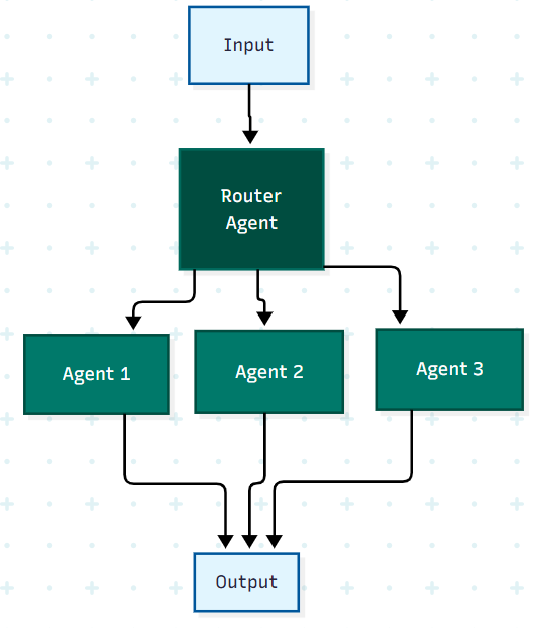 Input
Router
Agent
Agent 1
Agent 2
Agent 3
Output